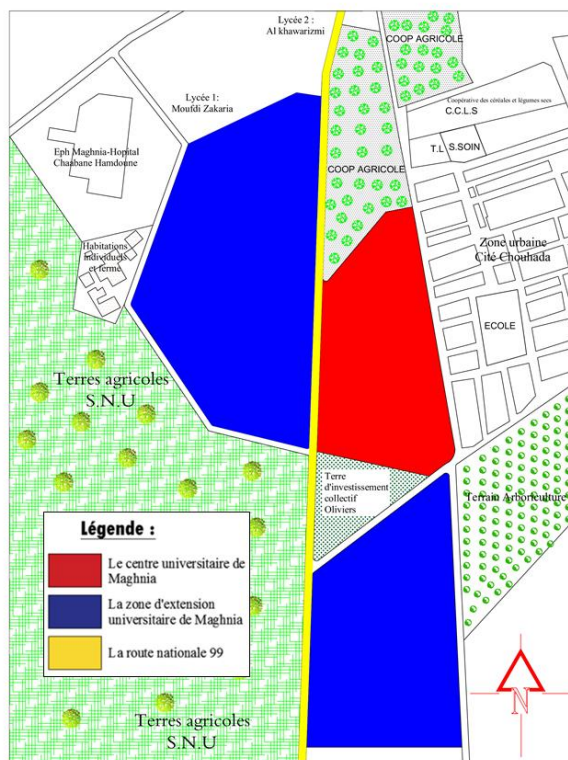 Lycée 2 :
Al khawarizmi
COOP AGRICOLE
Lycée 1:
Moufdi Zakaria
Coopérative des céréales et légumes secs
C.C.L.S
T.L
S.SOIN
Eph Maghnia-Hopital
Chaabane Hamdoune
COOP AGRICOLE
Habitations
individuels
et ferme
Zone urbaine
Cité Chouhada
ECOLE
Terres agricoles
S.N.U
Terre
d'investissement
collectif
Oliviers
Terrain Arboriculture
Légende :
Le centre universitaire de
Maghnia
La zone d'extension
universitaire de Maghnia
La route nationale 99
Terres agricoles
S.N.U
N